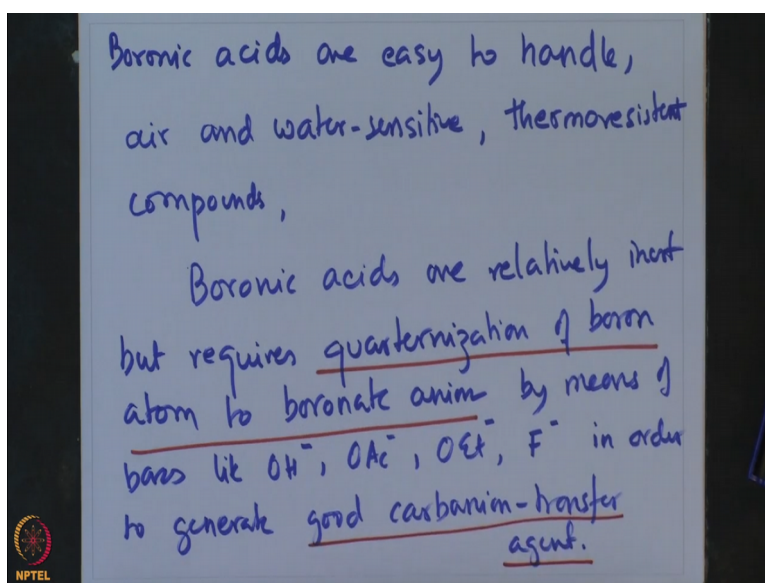 Boronic acids are easy to handle,
air and water-sensitive, thermoresistent
compounds,
Boronic acids are relatively inert
but requires quarternization of boron
atom to boronate anion by means of
bases like OH⁻, OAc⁻, OEt⁻, F⁻ in order
to generate good carbanion-transfer
agent.
NPTEL